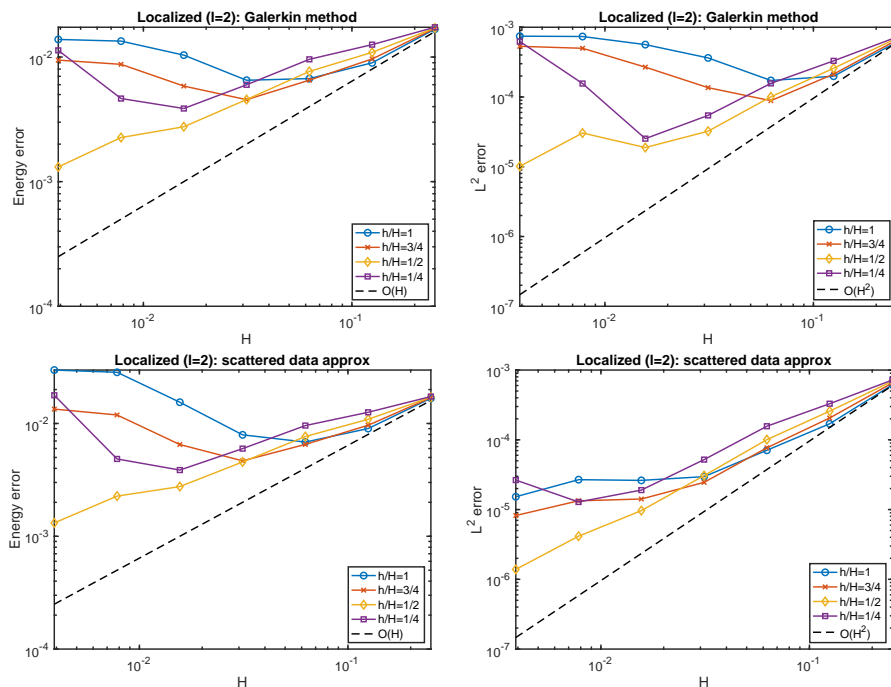 Localized (l=2): Galerkin method
10^-2
10^-3
10^-4
Energy error
10^-2
10^-1
H
h/H=1
h/H=3/4
h/H=1/2
h/H=1/4
O(H)
Localized (l=2): Galerkin method
10^-3
10^-4
10^-5
10^-6
10^-7
L^2 error
10^-2
10^-1
H
h/H=1
h/H=3/4
h/H=1/2
h/H=1/4
O(H^2)
Localized (l=2): scattered data approx
10^-2
10^-3
10^-4
Energy error
10^-2
10^-1
H
h/H=1
h/H=3/4
h/H=1/2
h/H=1/4
O(H)
Localized (l=2): scattered data approx
10^-3
10^-4
10^-5
10^-6
10^-7
L^2 error
10^-2
10^-1
H
h/H=1
h/H=3/4
h/H=1/2
h/H=1/4
O(H^2)